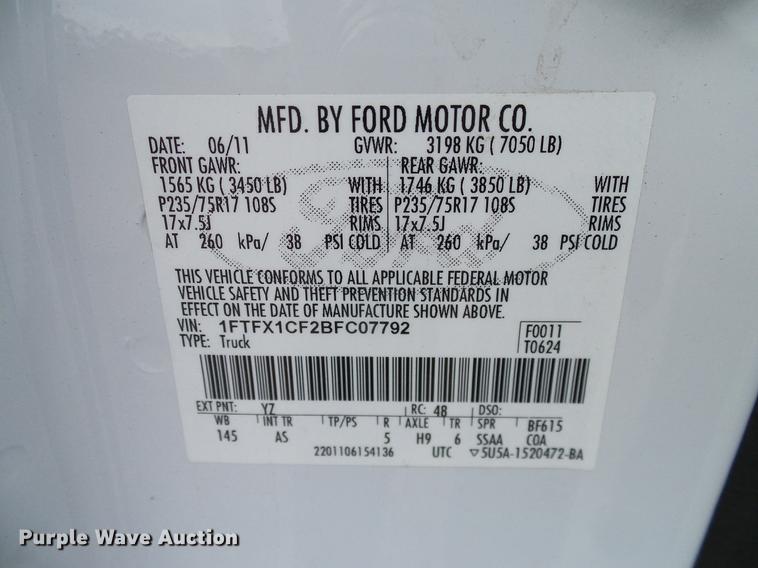 MFD. BY FORD MOTOR CO.
DATE: 06/11 GVWR: 3198 KG ( 7050 LB)
FRONT GAWR: REAR GAWR:
1565 KG ( 3450 LB) WITH 1746 KG ( 3850 LB) WITH
P235/75R17 108S TIRES P235/75R17 108S TIRES
17x7.5J RIMS 17x7.5J RIMS
AT 260 kPa/ 38 PSI COLD AT 260 kPa/ 38 PSI COLD
THIS VEHICLE CONFORMS TO ALL APPLICABLE FEDERAL MOTOR
VEHICLE SAFETY AND THEFT PREVENTION STANDARDS IN
EFFECT ON THE DATE OF MANUFACTURE SHOWN ABOVE.
VIN: 1FTFX1CF2BFC07792 F0011
TYPE: Truck T0624
EXT PNT: YZ RC: 48 DSO:
WB INT TR TP/PS R AXLE TR SPR BF615
145 AS 5 H9 6 SSAA COA
2201106154136 UTC ▽5U5A-1520472-BA
Purple Wave Auction